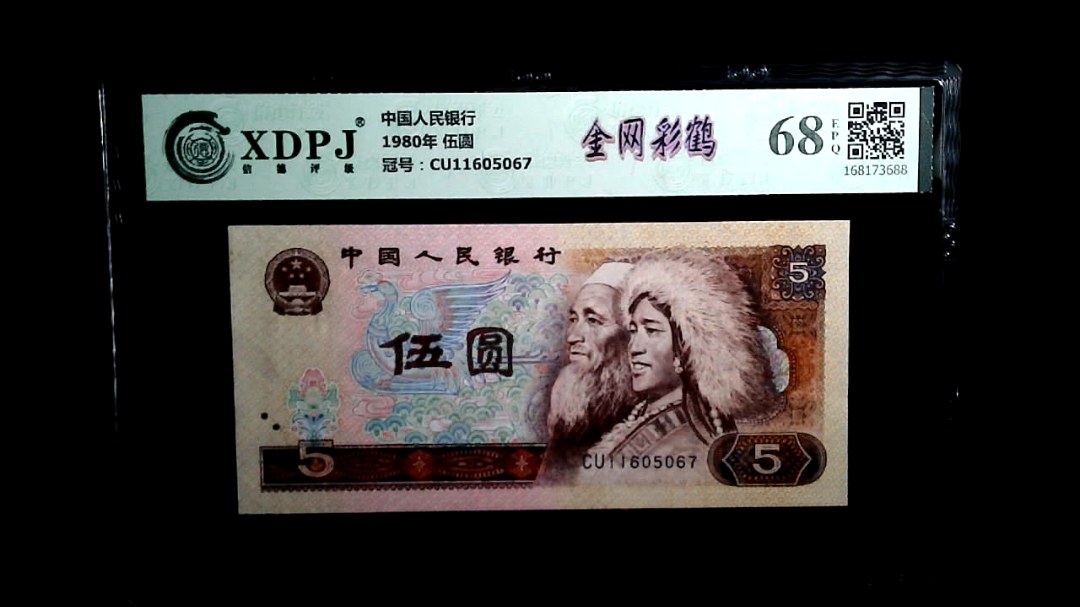 XDPJ®
信德评级
中国人民银行
1980年 伍圆
冠号：CU11605067
金网彩鹤
68
EPQ
168173688
中国人民银行
5
伍圆
5
CU11605067
5